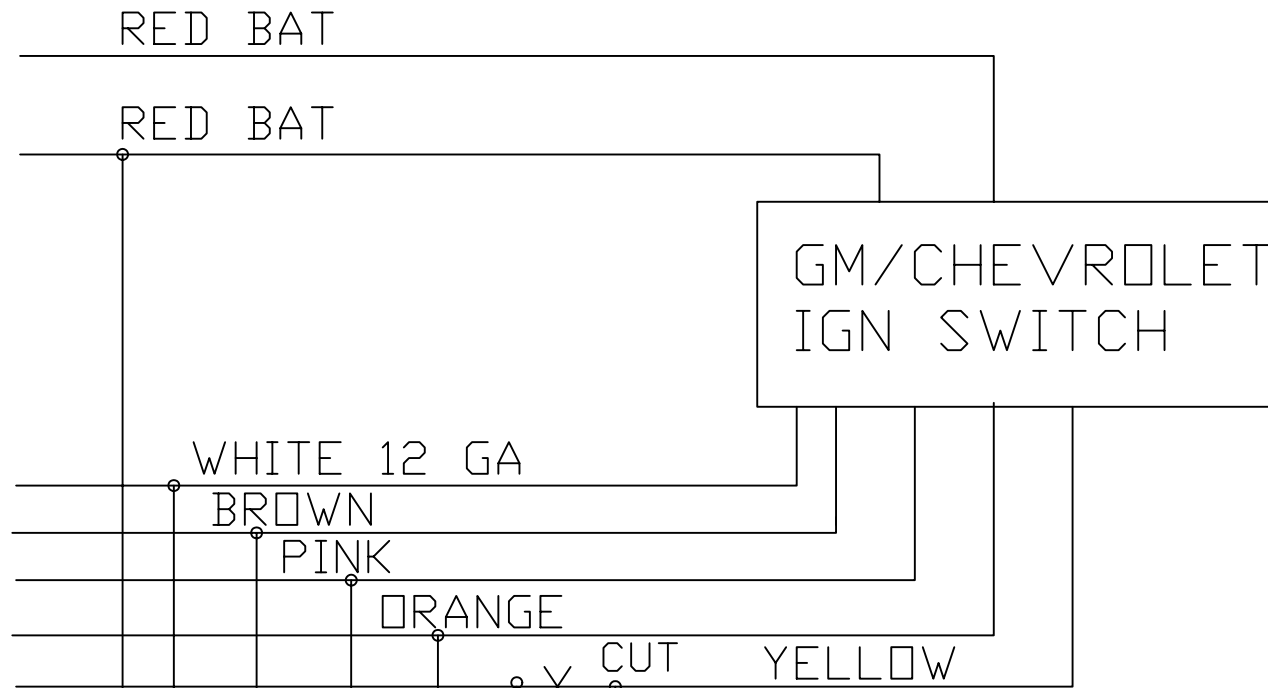 RED BAT
RED BAT
GM/CHEVROLET
IGN SWITCH
WHITE 12 GA
BROWN
PINK
ORANGE
CUT
YELLOW